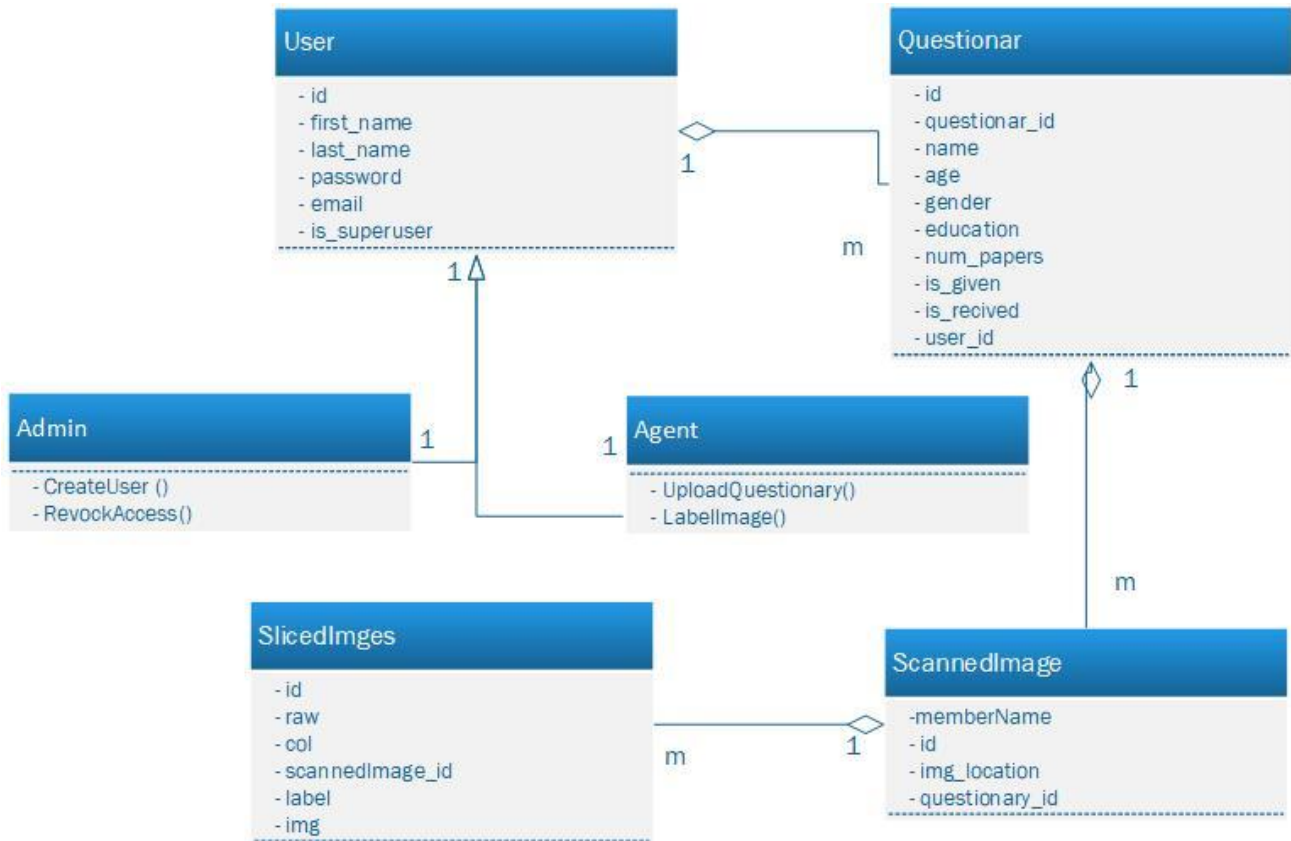 User
- id
- first_name
- last_name
- password
- email
- is_superuser
1
Questionar
- id
- questionar_id
- name
- age
- gender
- education
- num_papers
- is_given
- is_recived
- user_id
m
1
1
Admin
- CreateUser ()
- RevockAccess()
1
1
Agent
- UploadQuestionary()
- LabelImage()
m
SlicedImges
- id
- raw
- col
- scannedImage_id
- label
- img
m
1
ScannedImage
-memberName
- id
- img_location
- questionary_id